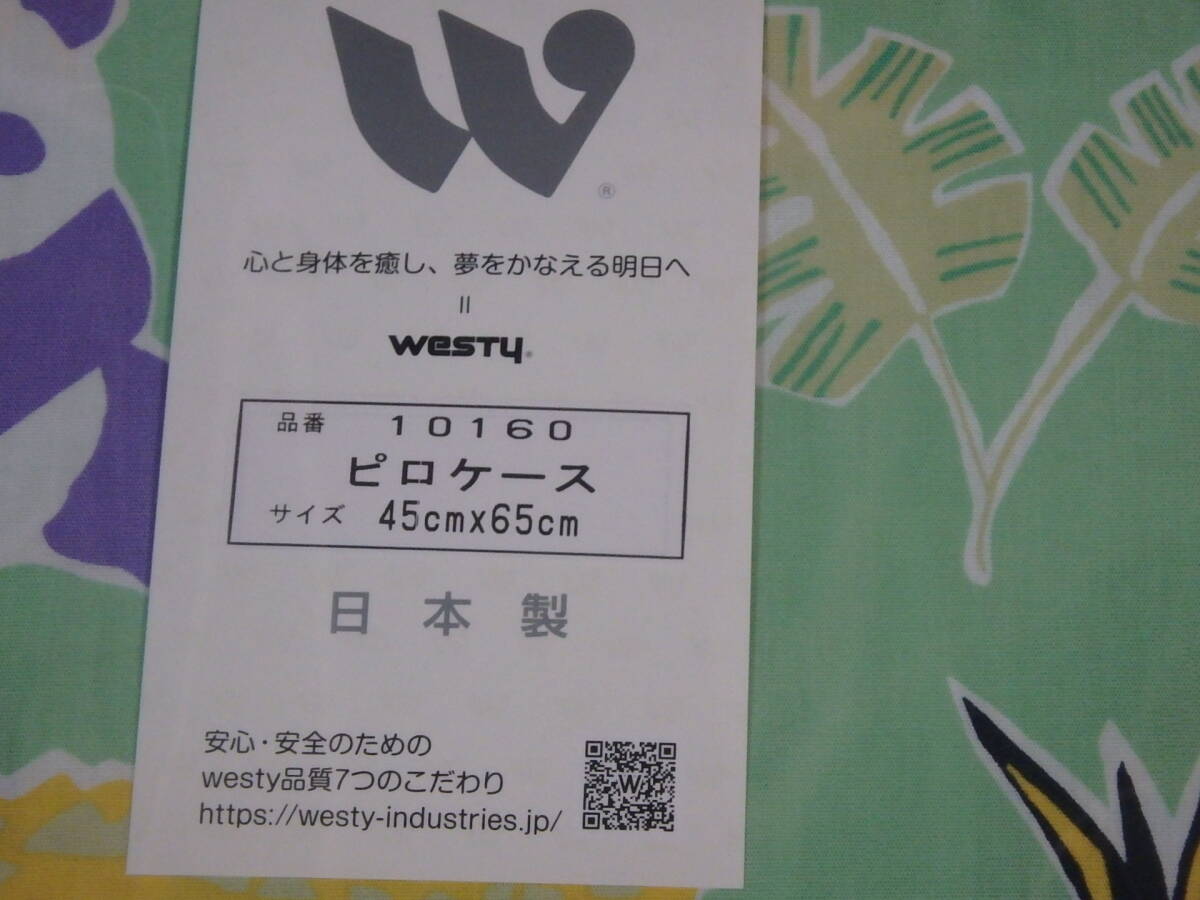 W
®
心と身体を癒し、夢をかなえる明日へ
=
westy®
品番 10160
ピロケース
サイズ 45cmx65cm
日本製
安心・安全のための
westy品質7つのこだわり
https://westy-industries.jp/
W